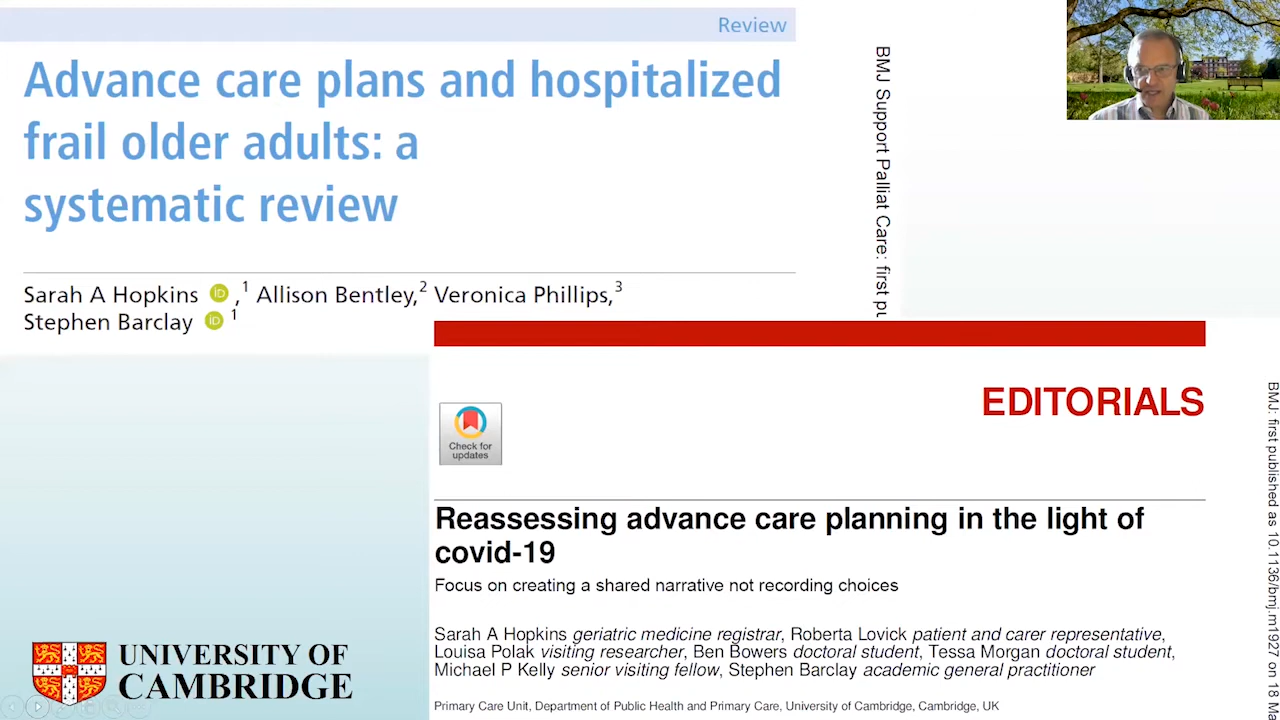 Review
Advance care plans and hospitalized
frail older adults: a
systematic review
Sarah A Hopkins iD ,1 Allison Bentley,2 Veronica Phillips,3
Stephen Barclay iD 1
BMJ Support Palliat Care: first pu
EDITORIALS
Check for
updates
Reassessing advance care planning in the light of
covid-19
Focus on creating a shared narrative not recording choices
Sarah A Hopkins geriatric medicine registrar, Roberta Lovick patient and carer representative,
Louisa Polak visiting researcher, Ben Bowers doctoral student, Tessa Morgan doctoral student,
Michael P Kelly senior visiting fellow, Stephen Barclay academic general practitioner
Primary Care Unit, Department of Public Health and Primary Care, University of Cambridge, Cambridge, UK
BMJ: first published as 10.1136/bmj.m1927 on 18 Ma
UNIVERSITY OF
CAMBRIDGE